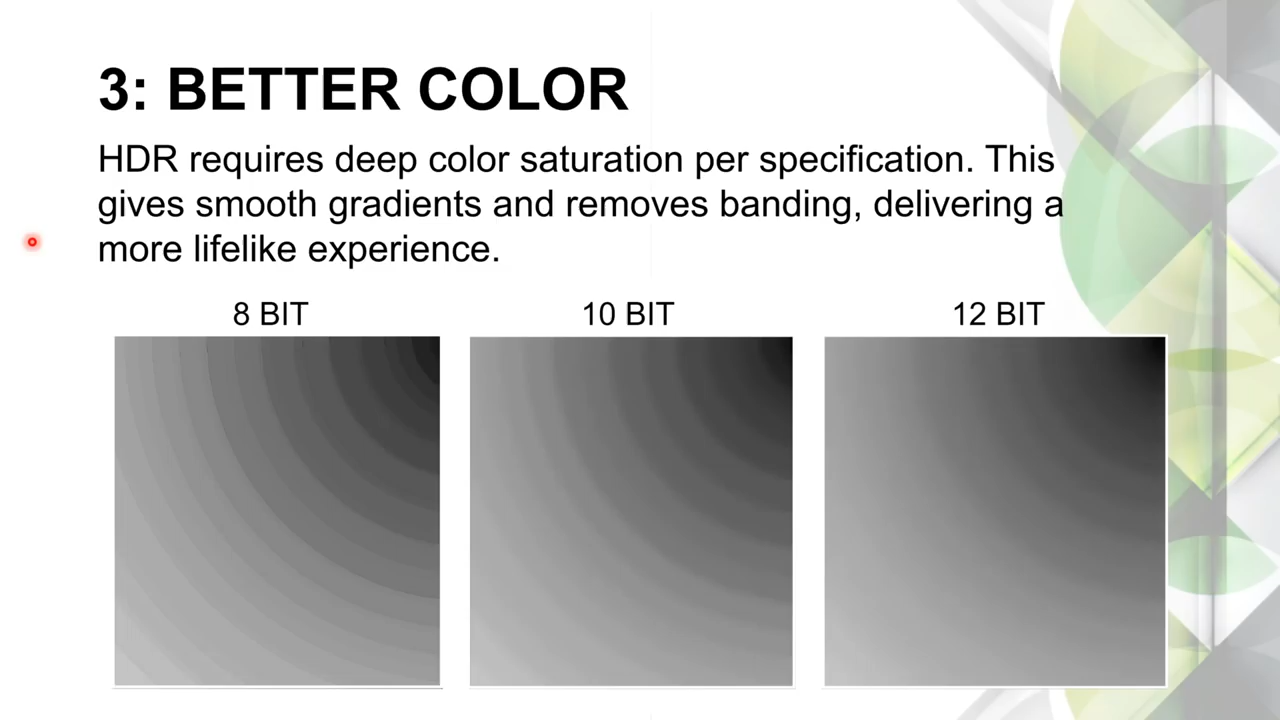 3: BETTER COLOR
HDR requires deep color saturation per specification. This
gives smooth gradients and removes banding, delivering a
more lifelike experience.
8 BIT
10 BIT
12 BIT